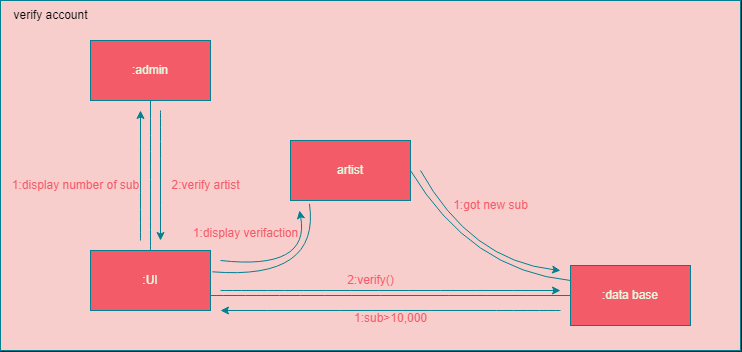 verify account
:admin
artist
1:display number of sub
2:verify artist
1:got new sub
1:display verifaction
:UI
2:verify()
:data base
1:sub>10,000